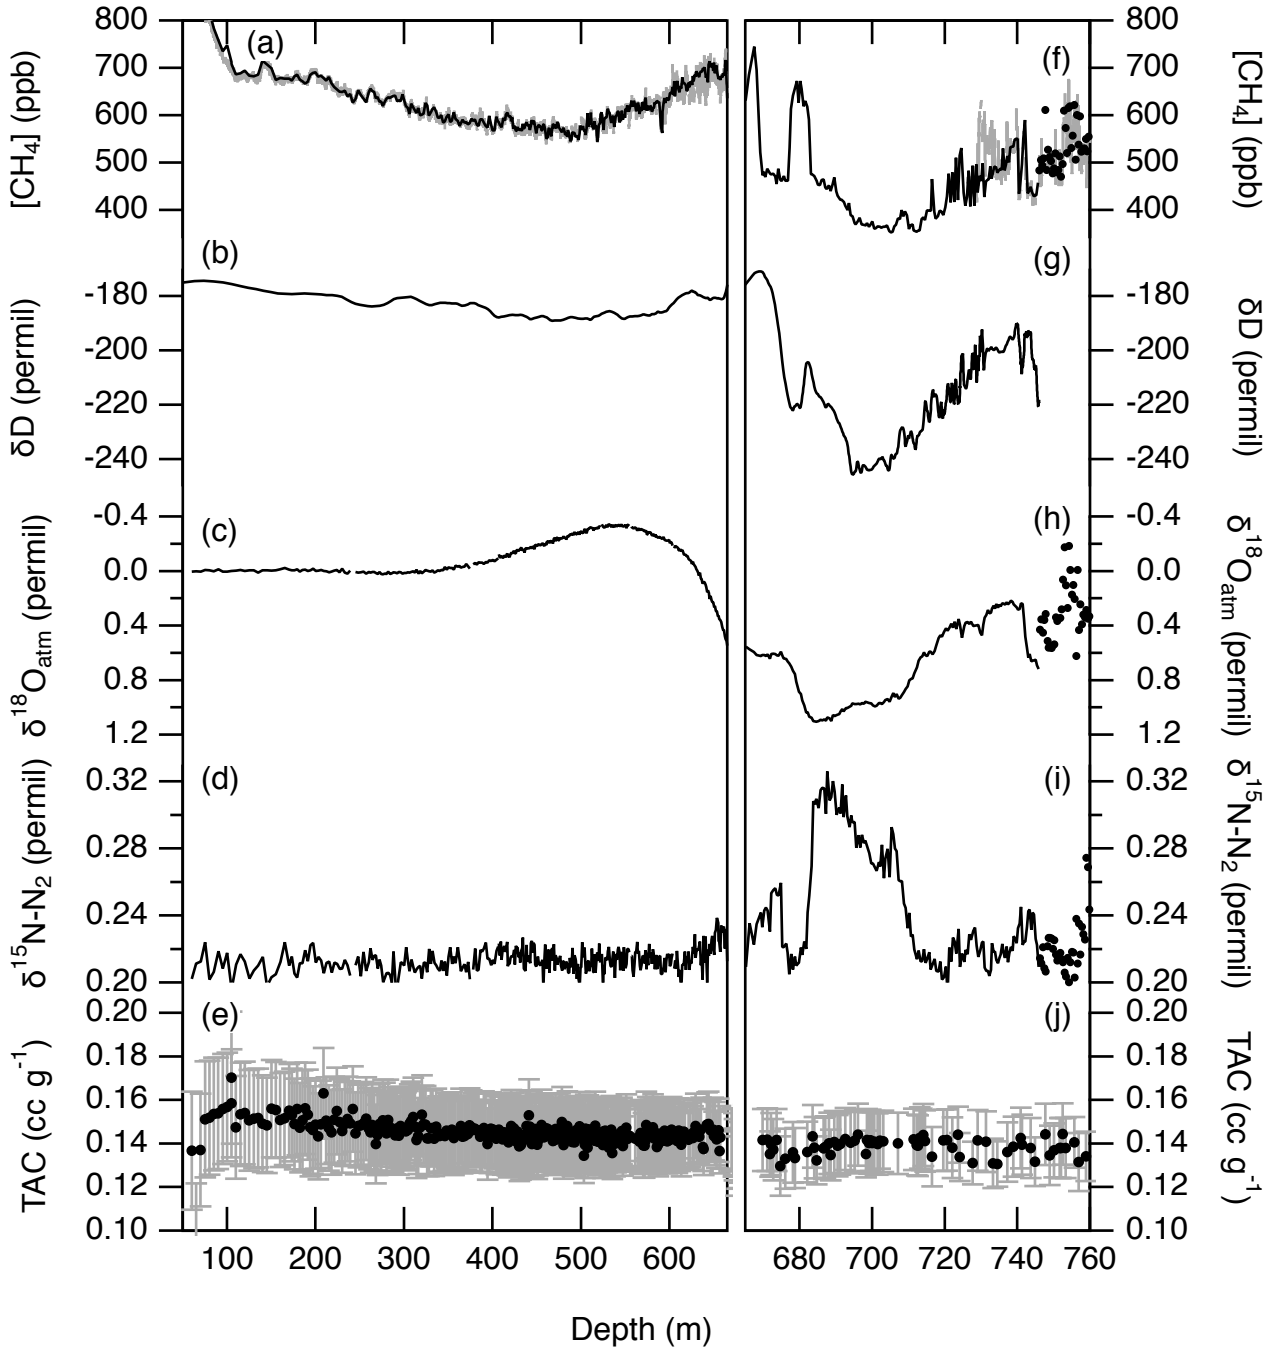 800
700
600
500
400
[CH4] (ppb)
(a)
(f)
800
700
600
500
400
[CH4] (ppb)
-180
-200
-220
-240
δD (permil)
(b)
(g)
-180
-200
-220
-240
δD (permil)
-0.4
0.0
0.4
0.8
1.2
δ18Oatm (permil)
(c)
(h)
-0.4
0.0
0.4
0.8
1.2
δ18Oatm (permil)
0.32
0.28
0.24
0.20
δ15N-N2 (permil)
(d)
(i)
0.32
0.28
0.24
0.20
δ15N-N2 (permil)
0.20
0.18
0.16
0.14
0.12
0.10
TAC (cc g-1)
(e)
(j)
0.20
0.18
0.16
0.14
0.12
0.10
TAC (cc g-1)
100 200 300 400 500 600
680 700 720 740 760
Depth (m)